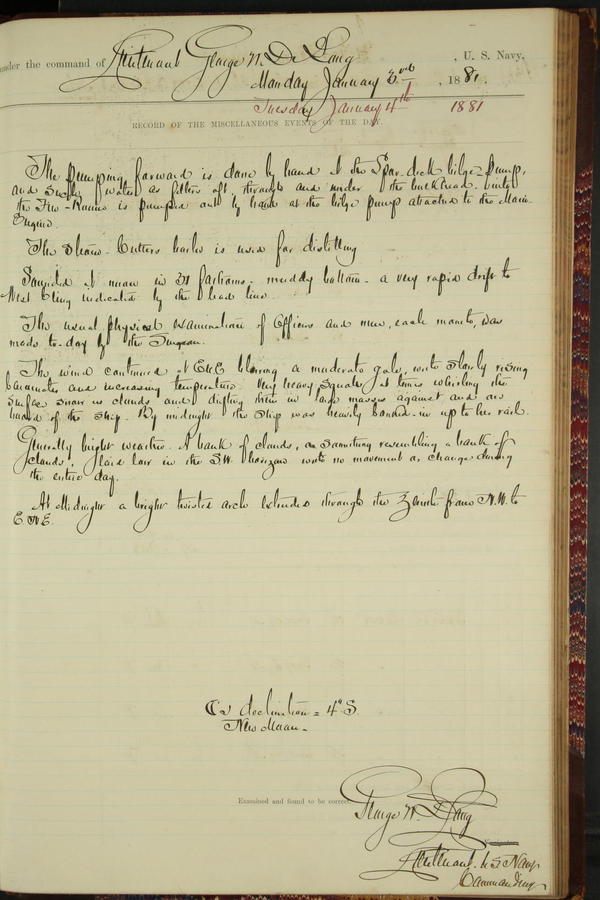 under the command of Lieutenant George W. De Long , U. S. Navy,
Monday January 3rd , 1881.
Tuesday January 4th 1881
RECORD OF THE MISCELLANEOUS EVENTS OF THE DAY.
The pumping forward is done by hand at the Spar-deck bilge-pump,
and such water as filters aft, through and under the bulkhead under
the Fire-Room is pumped out by hand at the bilge pump attached to the Main
Engine.
The Steam-Cutters boiler is used for distilling
Sounded at noon in 31 fathoms - muddy bottom - a very rapid drift to
West being indicated by the lead line.
The usual physical examination of Officers and men, each month, was
made to-day by the Surgeon.
The wind continued at ENE blowing a moderate gale, with slowly rising
barometer and increasing temperature. Very heavy squalls at times whirling the
surface snow in clouds and drifting them in large masses against and on
board of the ship. By midnight the ship was heavily banked-in up to her rail.
Generally bright weather. A bank of clouds, or something resembling a bank of
clouds, laid low in the S.W. horizon with no movement or change during
the entire day.
At Midnight a bright twisted arch extended through the Zenith from N.W. to
E.N.E.
declination = 4° S.
New Moon -
Examined and found to be correct.
George W. De Long
Lieutenant U.S. Navy
Commanding